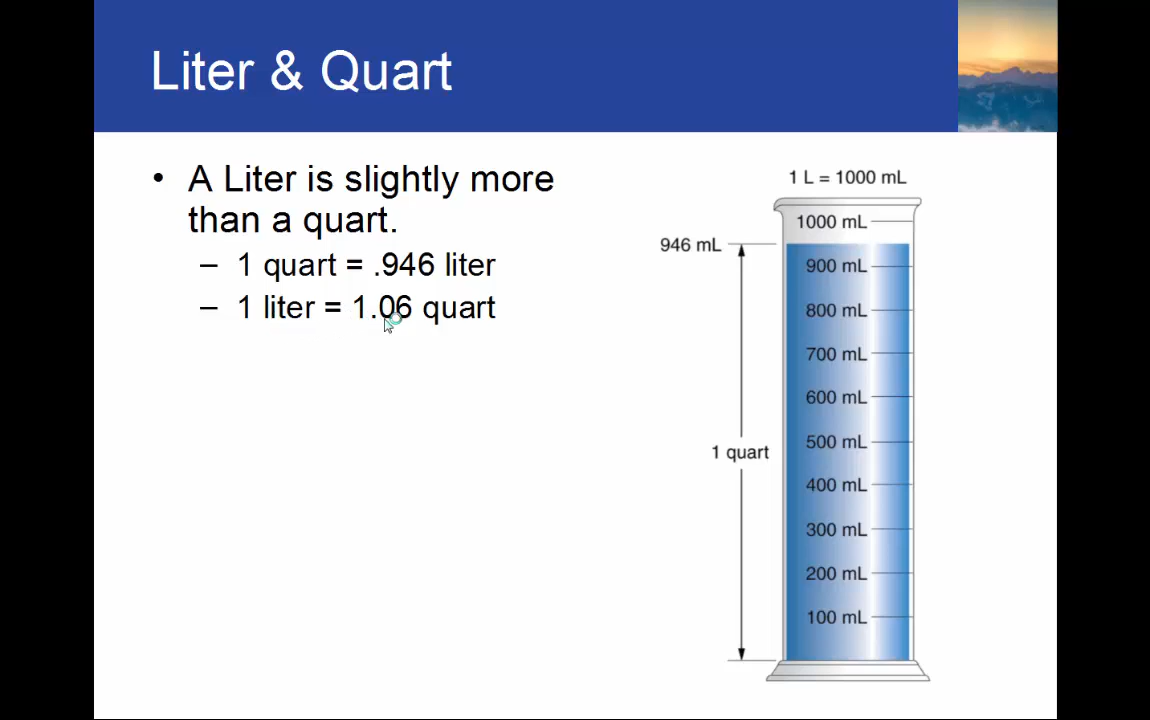 Liter & Quart
• A Liter is slightly more
than a quart.
– 1 quart = .946 liter
– 1 liter = 1.06 quart
1 L = 1000 mL
1000 mL
946 mL
900 mL
800 mL
700 mL
600 mL
500 mL
1 quart
400 mL
300 mL
200 mL
100 mL